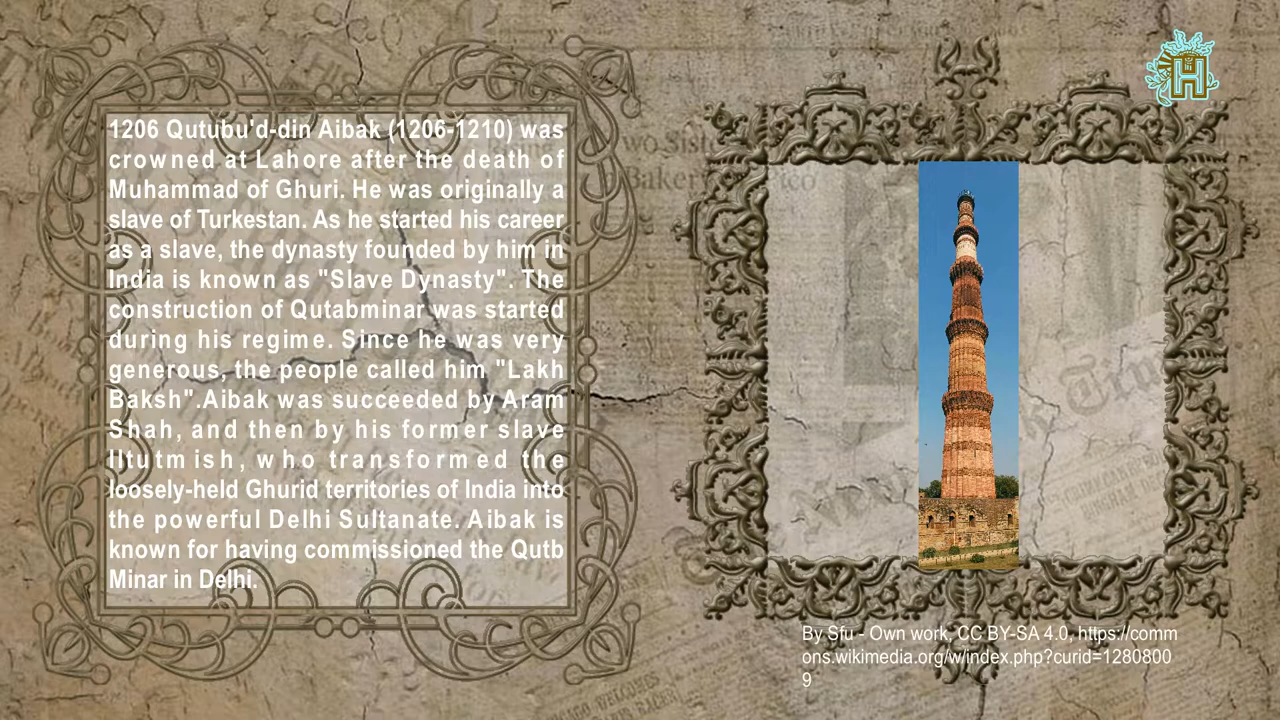 1206 Qutubu'd-din Aibak (1206-1210) was
crowned at Lahore after the death of
Muhammad of Ghuri. He was originally a
slave of Turkestan. As he started his career
as a slave, the dynasty founded by him in
India is known as "Slave Dynasty". The
construction of Qutabminar was started
during his regime. Since he was very
generous, the people called him "Lakh
Baksh".Aibak was succeeded by Aram
Shah, and then by his former slave
Iltutmish, who transformed the
loosely-held Ghurid territories of India into
the powerful Delhi Sultanate. Aibak is
known for having commissioned the Qutb
Minar in Delhi.
H
By Sfu - Own work, CC BY-SA 4.0, https://comm
ons.wikimedia.org/w/index.php?curid=1280800
9